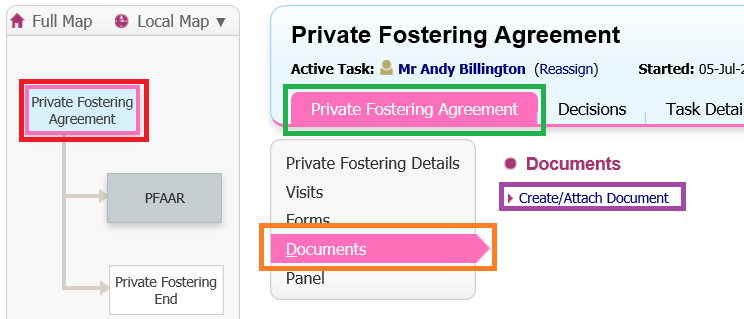 Full Map
Local Map ▼
Private Fostering
Agreement
PFAAR
Private Fostering
End
Private Fostering Agreement
Active Task: Mr Andy Billington (Reassign)
Started: 05-Jul-2
Private Fostering Agreement
Decisions
Task Detai
Private Fostering Details
Visits
Forms
Documents
Panel
Documents
Create/Attach Document